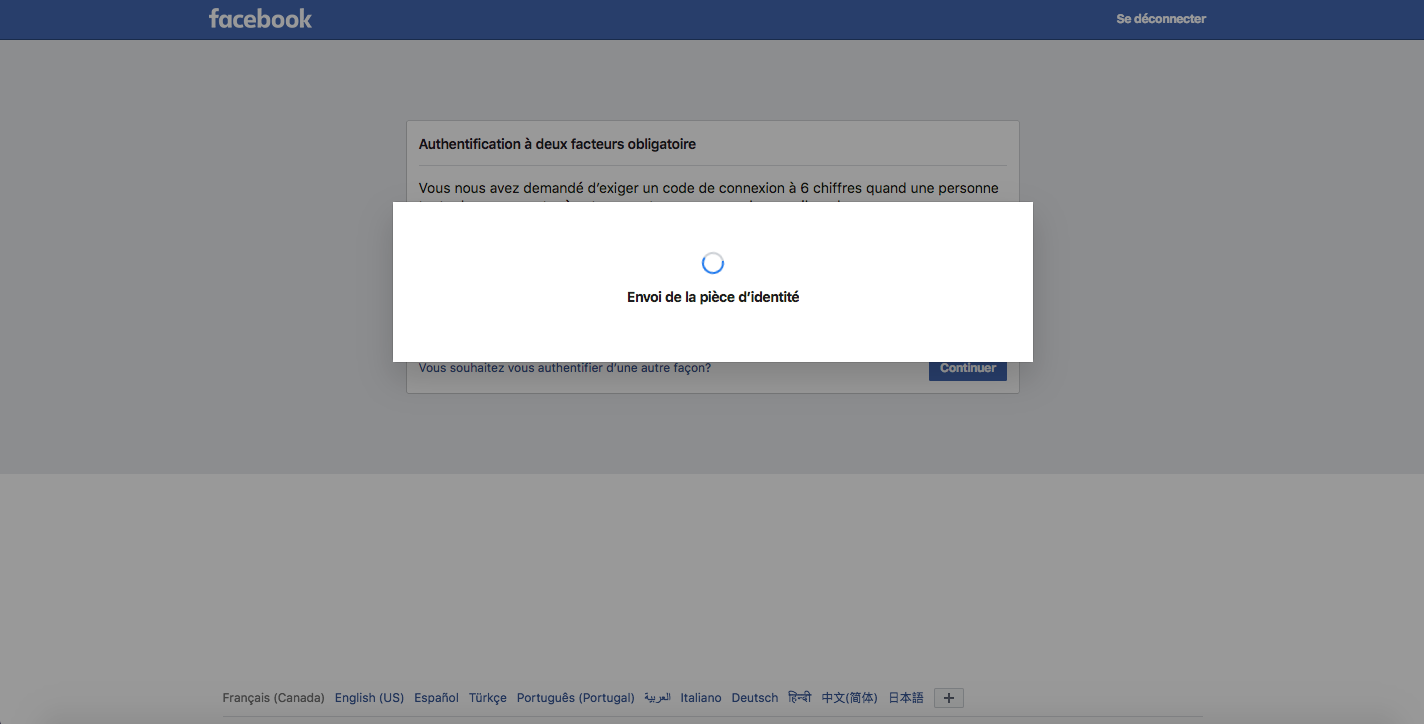 facebook
Se déconnecter
Authentification à deux facteurs obligatoire
Vous nous avez demandé d’exiger un code de connexion à 6 chiffres quand une personne
Envoi de la pièce d’identité
Vous souhaitez vous authentifier d’une autre façon?
Continuer
Français (Canada) English (US) Español Türkçe Português (Portugal) العربية Italiano Deutsch हिन्दी 中文(简体) 日本語 +